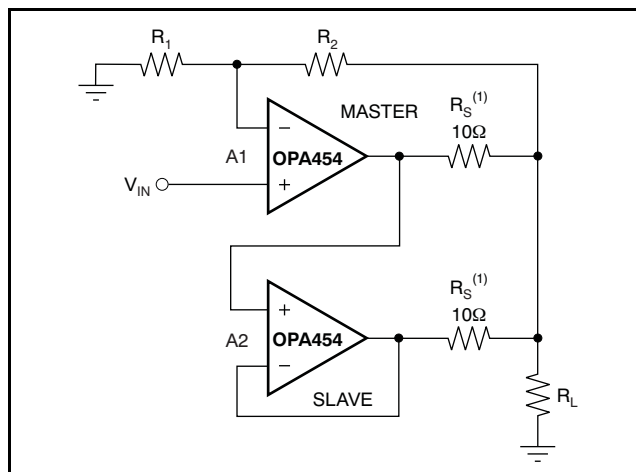 R1
R2
MASTER
RS(1)
10Ω
−
A1
OPA454
+
VIN
RS(1)
10Ω
+
A2
OPA454
−
SLAVE
RL